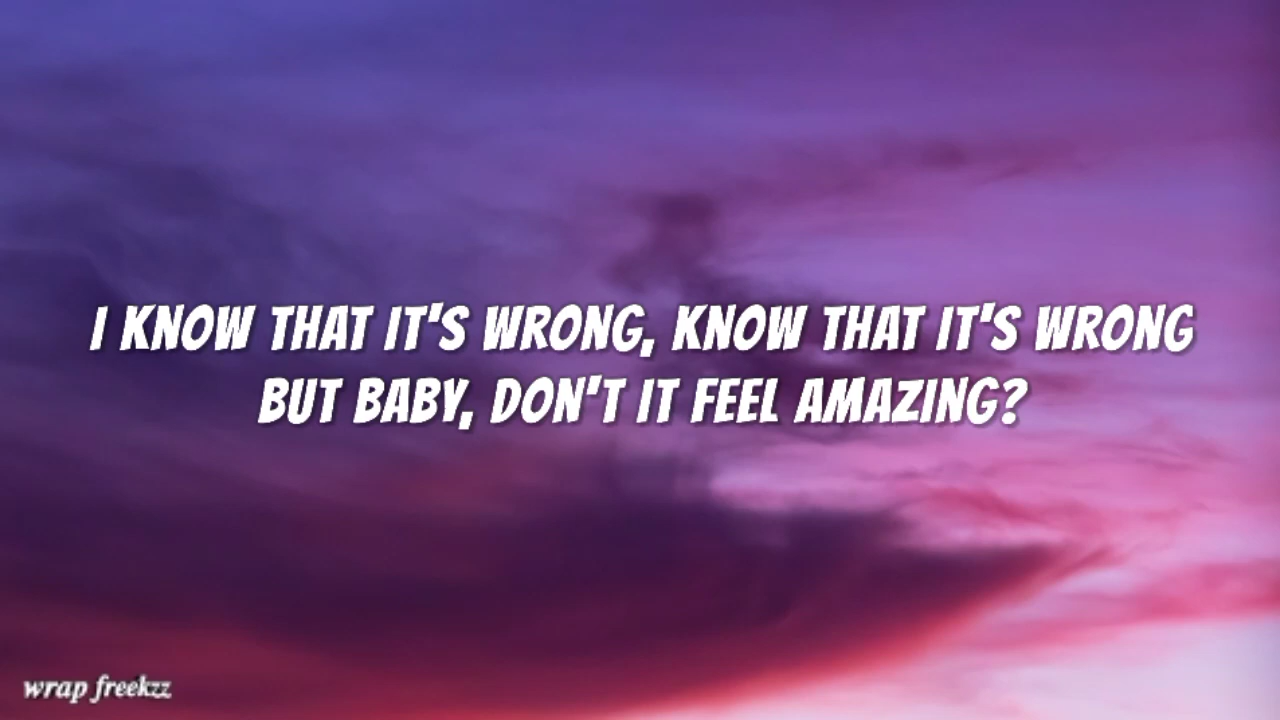 I KNOW THAT IT'S WRONG, KNOW THAT IT'S WRONG
BUT BABY, DON'T IT FEEL AMAZING?
wrap freekzz